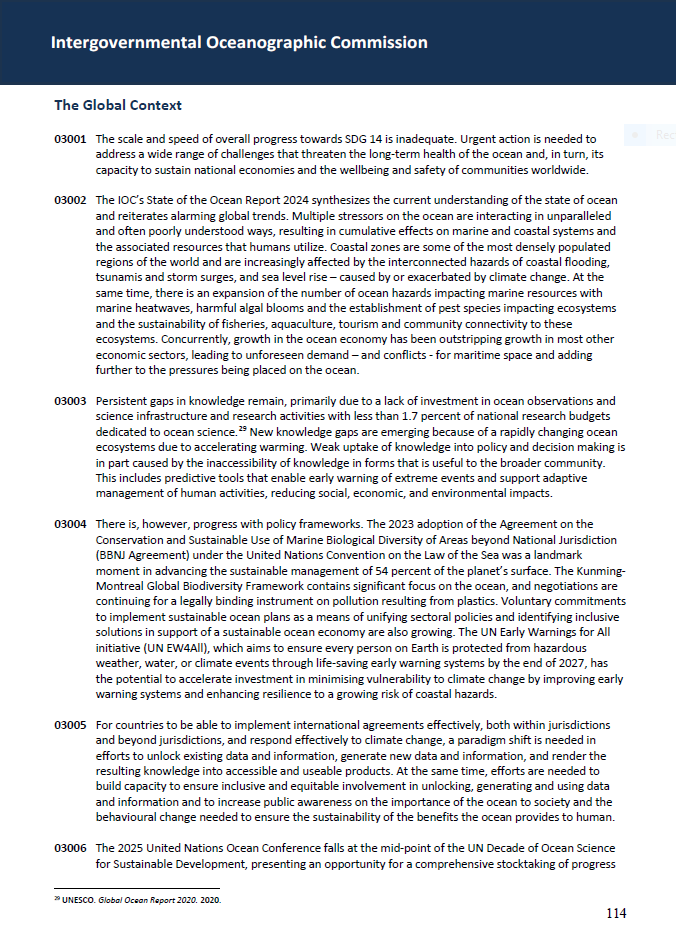 Intergovernmental Oceanographic Commission
The Global Context
Rec
03001 The scale and speed of overall progress towards SDG 14 is inadequate. Urgent action is needed to
address a wide range of challenges that threaten the long-term health of the ocean and, in turn, its
capacity to sustain national economies and the wellbeing and safety of communities worldwide.
03002 The IOC's State of the Ocean Report 2024 synthesizes the current understanding of the state of ocean
and reiterates alarming global trends. Multiple stressors on the ocean are interacting in unparalleled
and often poorly understood ways, resulting in cumulative effects on marine and coastal systems and
the associated resources that humans utilize. Coastal zones are some of the most densely populated
regions of the world and are increasingly affected by the interconnected hazards of coastal flooding,
tsunamis and storm surges, and sea level rise – caused by or exacerbated by climate change. At the
same time, there is an expansion of the number of ocean hazards impacting marine resources with
marine heatwaves, harmful algal blooms and the establishment of pest species impacting ecosystems
and the sustainability of fisheries, aquaculture, tourism and community connectivity to these
ecosystems. Concurrently, growth in the ocean economy has been outstripping growth in most other
economic sectors, leading to unforeseen demand – and conflicts - for maritime space and adding
further to the pressures being placed on the ocean.
03003 Persistent gaps in knowledge remain, primarily due to a lack of investment in ocean observations and
science infrastructure and research activities with less than 1.7 percent of national research budgets
dedicated to ocean science.²⁹ New knowledge gaps are emerging because of a rapidly changing ocean
ecosystems due to accelerating warming. Weak uptake of knowledge into policy and decision making is
in part caused by the inaccessibility of knowledge in forms that is useful to the broader community.
This includes predictive tools that enable early warning of extreme events and support adaptive
management of human activities, reducing social, economic, and environmental impacts.
03004 There is, however, progress with policy frameworks. The 2023 adoption of the Agreement on the
Conservation and Sustainable Use of Marine Biological Diversity of Areas beyond National Jurisdiction
(BBNJ Agreement) under the United Nations Convention on the Law of the Sea was a landmark
moment in advancing the sustainable management of 54 percent of the planet's surface. The Kunming-
Montreal Global Biodiversity Framework contains significant focus on the ocean, and negotiations are
continuing for a legally binding instrument on pollution resulting from plastics. Voluntary commitments
to implement sustainable ocean plans as a means of unifying sectoral policies and identifying inclusive
solutions in support of a sustainable ocean economy are also growing. The UN Early Warnings for All
initiative (UN EW4All), which aims to ensure every person on Earth is protected from hazardous
weather, water, or climate events through life-saving early warning systems by the end of 2027, has
the potential to accelerate investment in minimising vulnerability to climate change by improving early
warning systems and enhancing resilience to a growing risk of coastal hazards.
03005 For countries to be able to implement international agreements effectively, both within jurisdictions
and beyond jurisdictions, and respond effectively to climate change, a paradigm shift is needed in
efforts to unlock existing data and information, generate new data and information, and render the
resulting knowledge into accessible and useable products. At the same time, efforts are needed to
build capacity to ensure inclusive and equitable involvement in unlocking, generating and using data
and information and to increase public awareness on the importance of the ocean to society and the
behavioural change needed to ensure the sustainability of the benefits the ocean provides to human.
03006 The 2025 United Nations Ocean Conference falls at the mid-point of the UN Decade of Ocean Science
for Sustainable Development, presenting an opportunity for a comprehensive stocktaking of progress
²⁹ UNESCO. Global Ocean Report 2020. 2020.
114